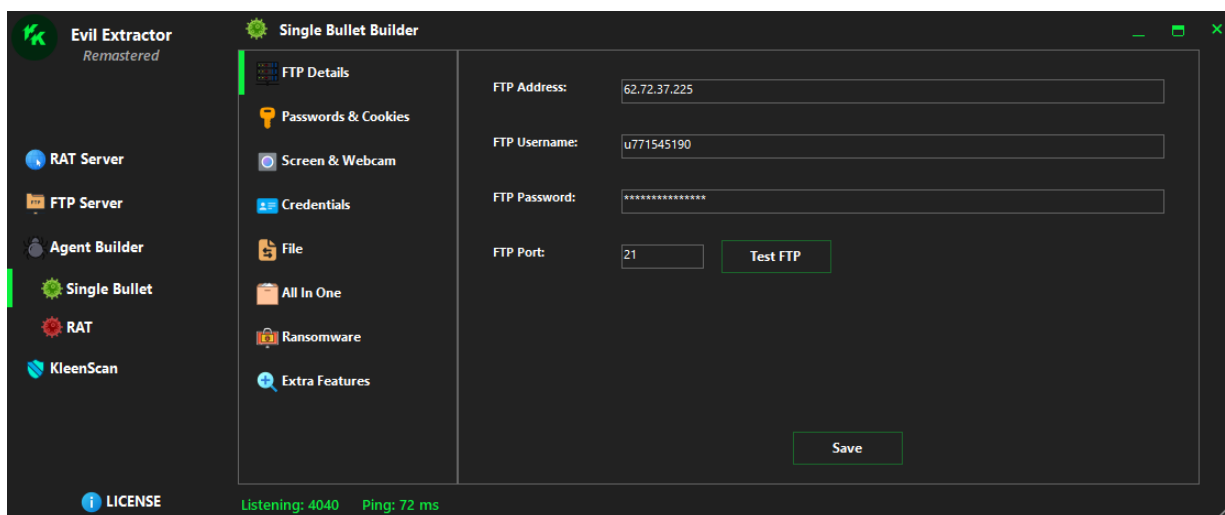 Evil Extractor
Remastered
RAT Server
FTP Server
Agent Builder
Single Bullet
RAT
KleenScan
LICENSE
Single Bullet Builder
FTP Details
Passwords & Cookies
Screen & Webcam
Credentials
File
All In One
Ransomware
Extra Features
FTP Address: 62.72.37.225
FTP Username: u771545190
FTP Password: ***************
FTP Port: 21 Test FTP
Save
Listening: 4040 Ping: 72 ms